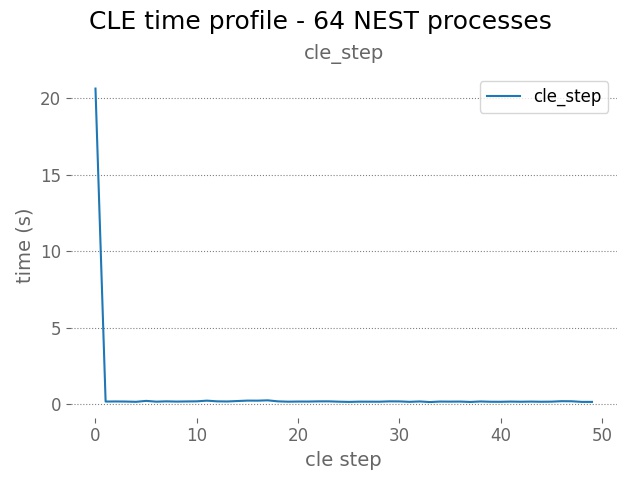 CLE time profile - 64 NEST processes
cle_step
cle_step
20
15
10
5
0
time (s)
0 10 20 30 40 50
cle step